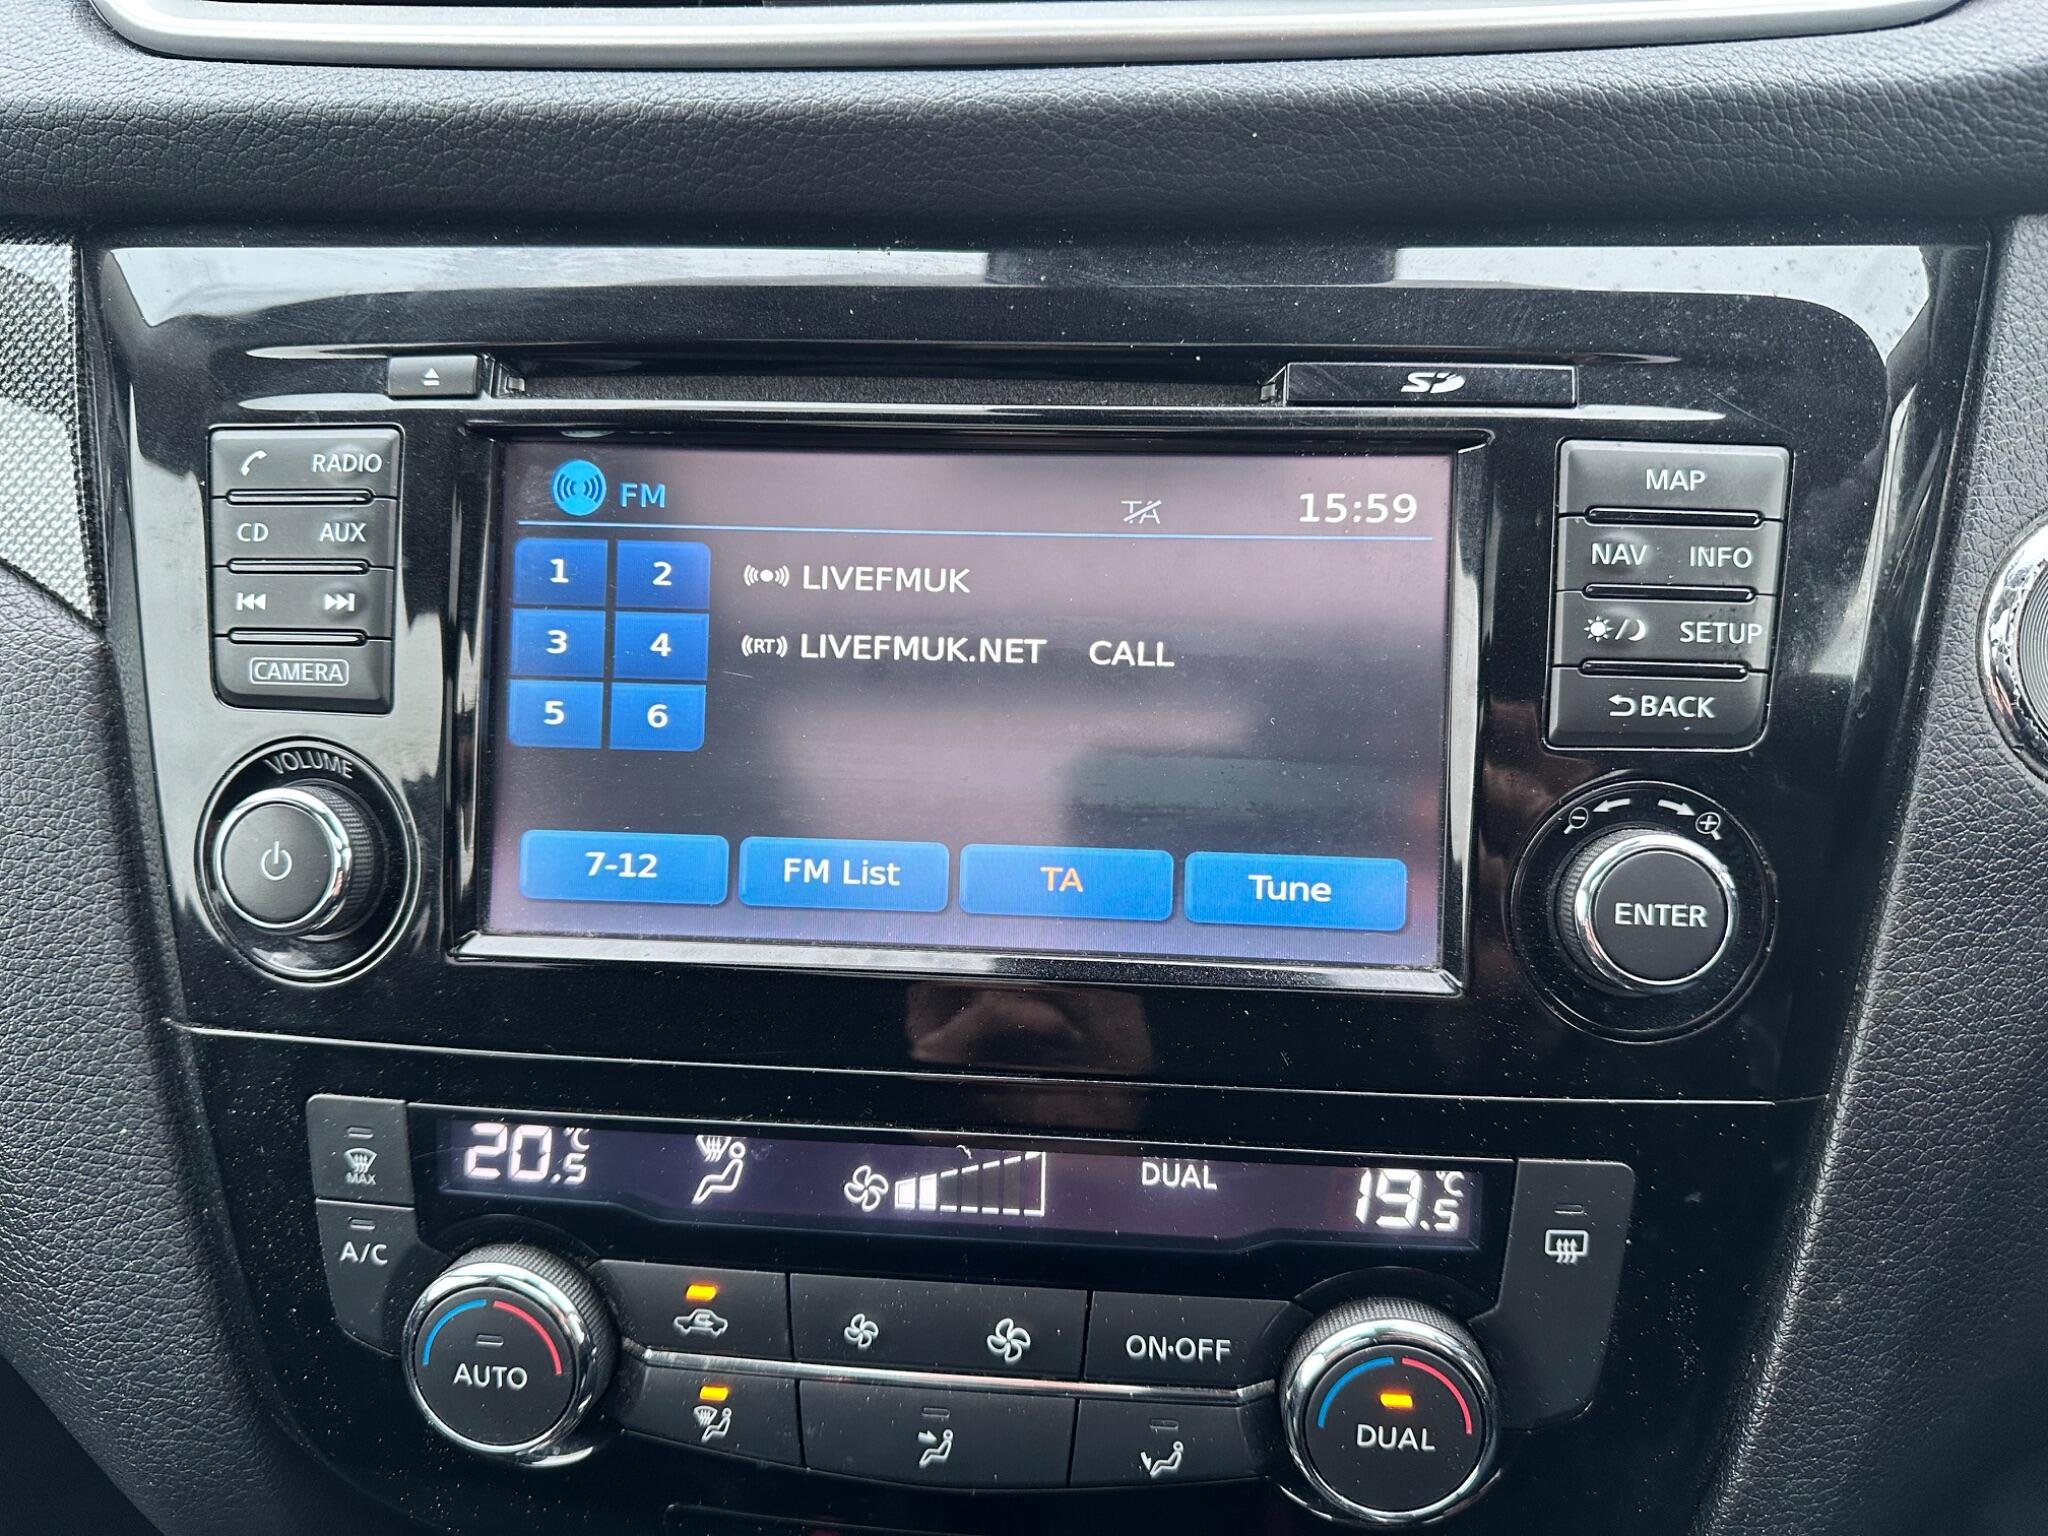 SD
RADIO
CD AUX
CAMERA
VOLUME
FM TA 15:59
1 2
3 4
5 6
LIVEFMUK
RT LIVEFMUK.NET CALL
7-12 FM List TA Tune
MAP
NAV INFO
SETUP
BACK
ENTER
MAX
A/C
20.5 °C DUAL 19.5 °C
AUTO
ON·OFF
DUAL